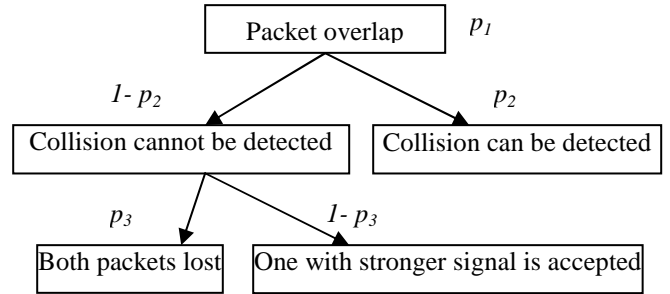 Packet overlap p1
1- p2 p2
Collision cannot be detected Collision can be detected
p3 1- p3
Both packets lost One with stronger signal is accepted